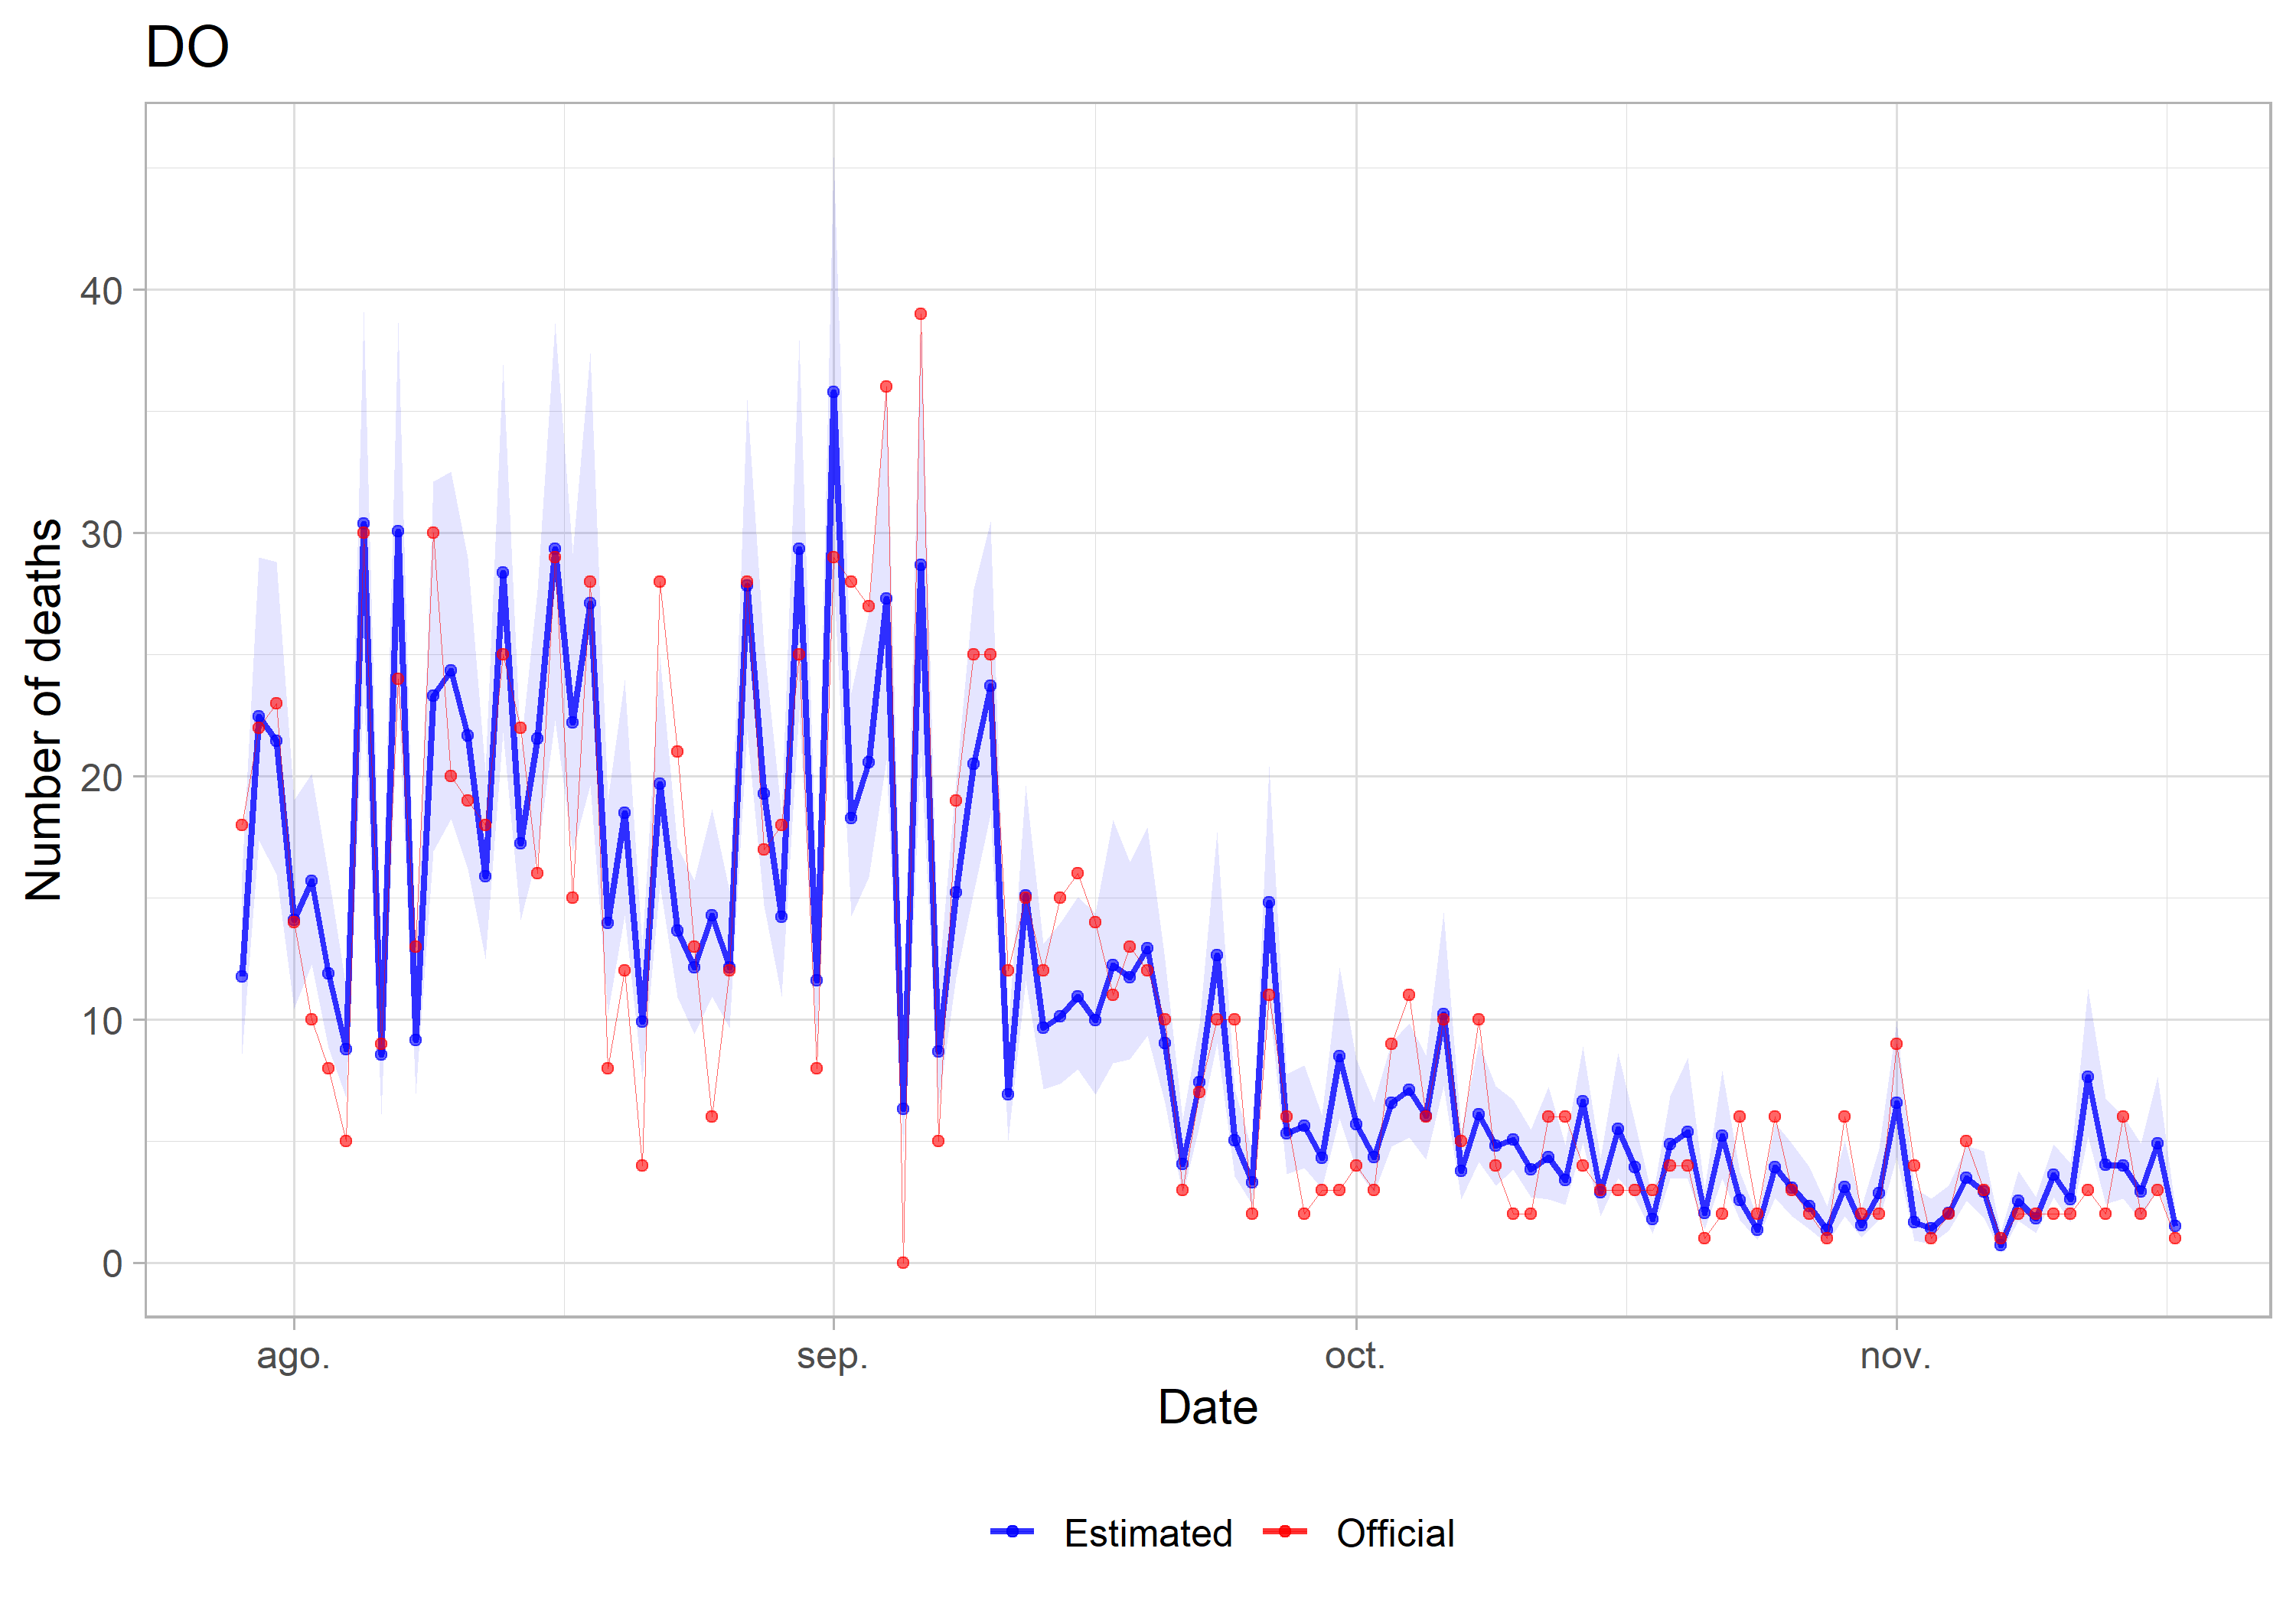 DO
Number of deaths
40
30
20
10
0
ago.
sep.
oct.
nov.
Date
Estimated
Official